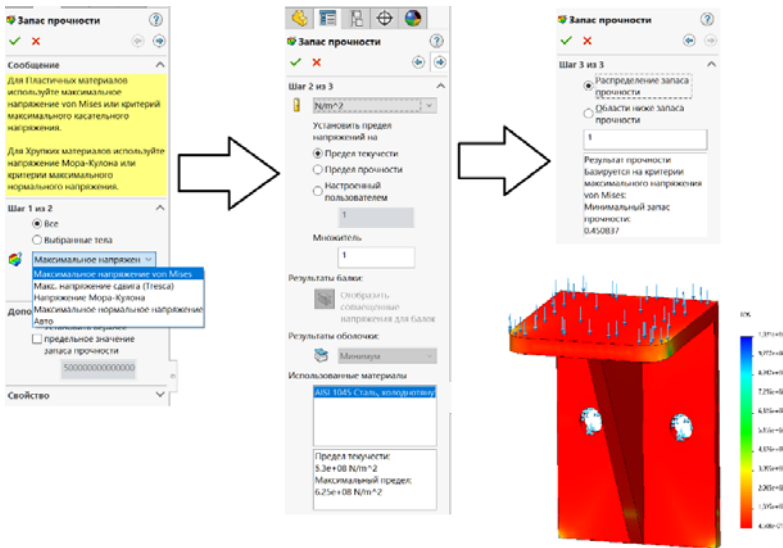 Запас прочности
Сообщение
Для Пластичных материалов
используйте максимальное
напряжение von Mises или критерий
максимального касательного
напряжения.
Для Хрупких материалов используйте
напряжение Мора-Кулона или
критерии максимального
нормального напряжения.
Шаг 1 из 2
Все
Выбранные тела
Максимальное напряжен
Максимальное напряжение von Mises
Макс. напряжение сдвига (Tresca)
Напряжение Мора-Кулона
Максимальное нормальное напряжение
Авто
предельное значение
запаса прочности
Свойство
Запас прочности
Шаг 2 из 3
N/m^2
Установить предел
напряжений на
Предел текучести
Предел прочности
Настроенный
пользователем
1
Множитель
1
Результаты балки:
Отобразить
совмещенные
напряжения для балок
Результаты оболочки:
Минимум
Использованные материалы
AISI 1045 Сталь, холоднотяну
Предел текучести:
5.3e+08 N/m^2
Максимальный предел:
6.25e+08 N/m^2
Запас прочности
Шаг 3 из 3
Распределение запаса
прочности
Области ниже запаса
прочности
1
Результат прочности
Базируется на критерии
максимального напряжения
von Mises:
Минимальный запас
прочности:
0.450837